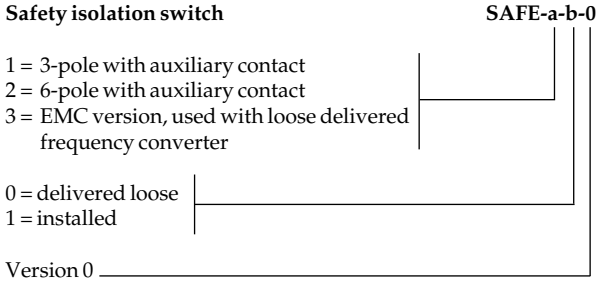 Safety isolation switch SAFE-a-b-0
1 = 3-pole with auxiliary contact
2 = 6-pole with auxiliary contact
3 = EMC version, used with loose delivered
frequency converter
0 = delivered loose
1 = installed
Version 0